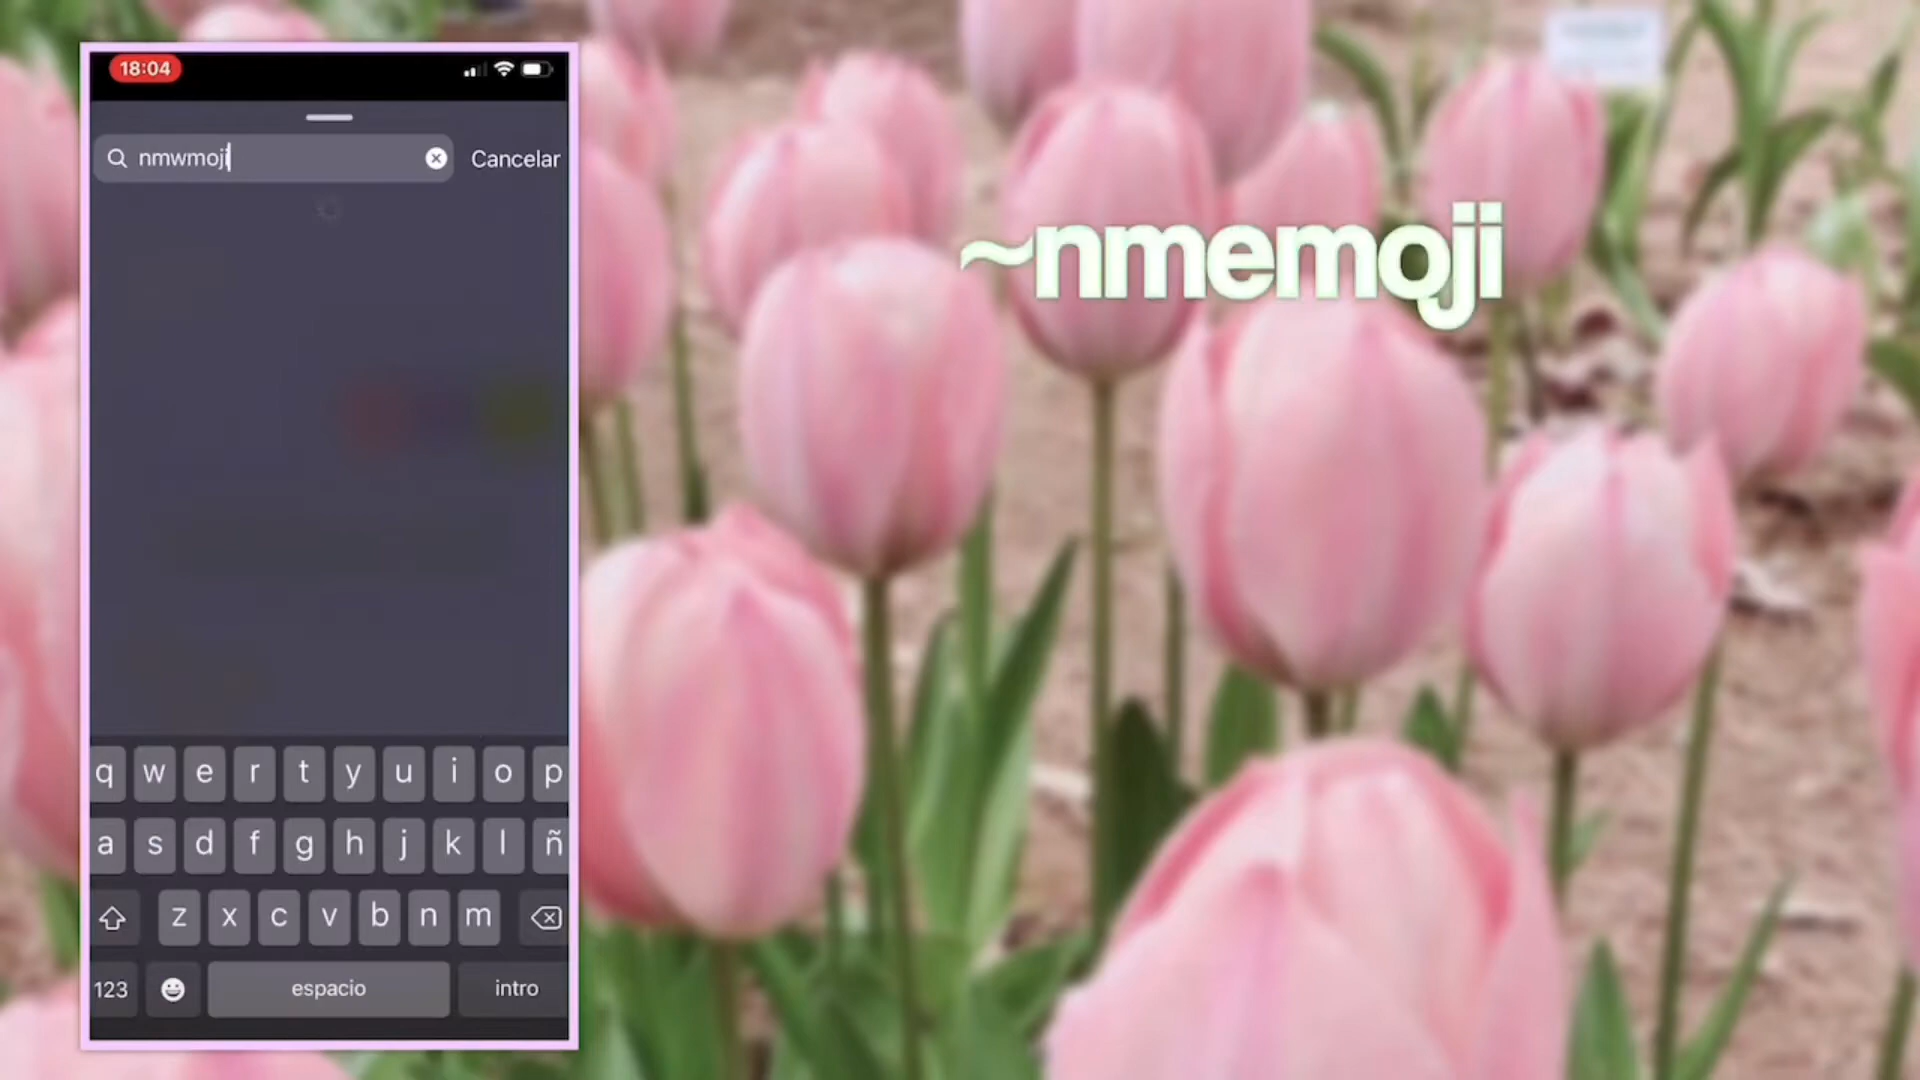 18:04
nmwmoji
Cancelar
~nmemoji
q w e r t y u i o p
a s d f g h j k l ñ
z x c v b n m
123
espacio
intro